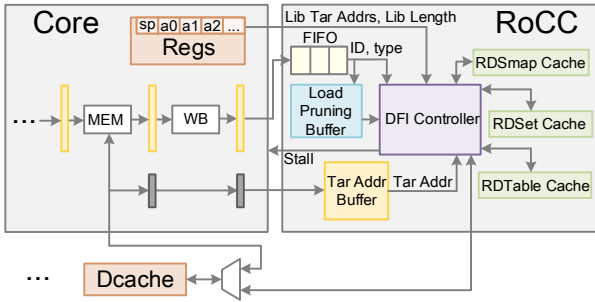 Core
RoCC
sp a0 a1 a2 ...
Regs
Lib Tar Addrs, Lib Length
FIFO
ID, type
RDSmap Cache
...
MEM
WB
Load
Pruning
Buffer
DFI Controller
RDSet Cache
Stall
Tar Addr
Buffer
Tar Addr
RDTable Cache
...
Dcache